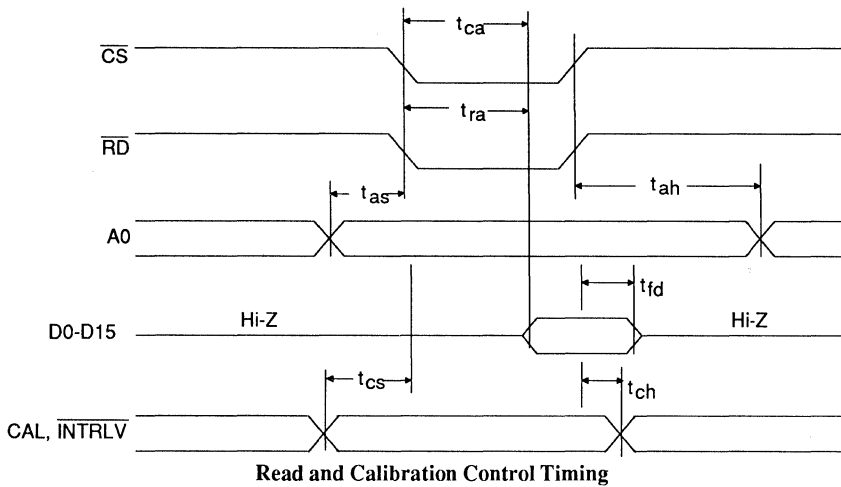 tca
CS
tra
RD
tas
tah
A0
tfd
Hi-Z
Hi-Z
D0-D15
tcs
tch
CAL, INTRLV
Read and Calibration Control Timing